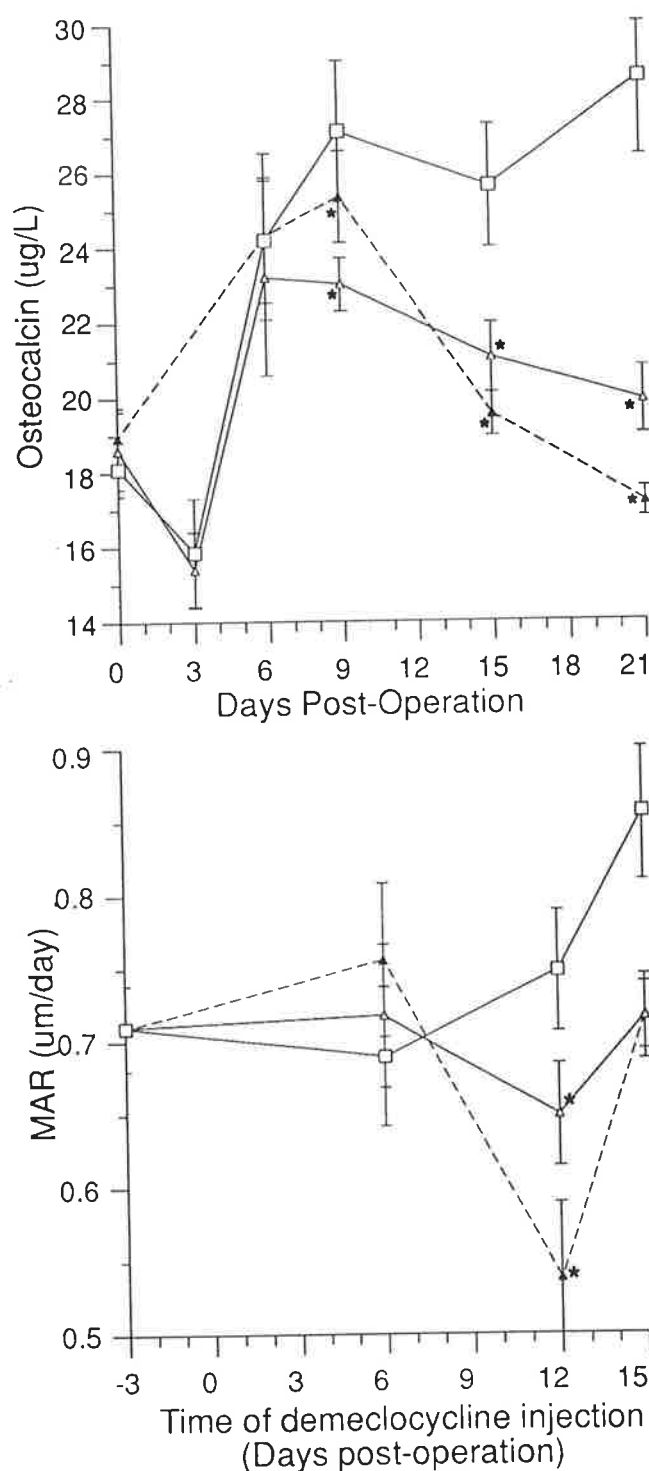 30
28
26
24
22
20
18
16
14
Osteocalcin (ug/L)
* * * * * *
0 3 6 9 12 15 18 21
Days Post-Operation
0.9
0.8
0.7
0.6
0.5
MAR (um/day)
* *
-3 0 3 6 9 12 15
Time of demeclocycline injection
(Days post-operation)